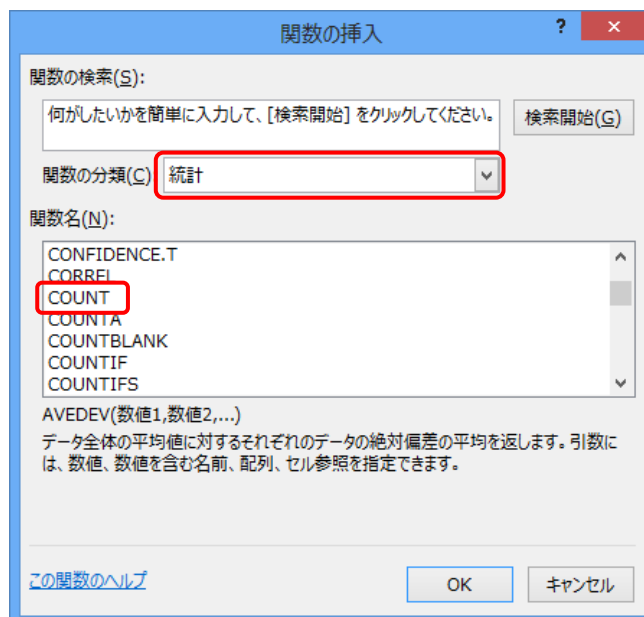 関数の挿入
? ×
関数の検索(S):
何がしたいかを簡単に入力して、[検索開始] をクリックしてください。
検索開始(G)
関数の分類(C)
統計
関数名(N):
CONFIDENCE.T
CORREL
COUNT
COUNTA
COUNTBLANK
COUNTIF
COUNTIFS
AVEDEV(数値1,数値2,...)
データ全体の平均値に対するそれぞれのデータの絶対偏差の平均を返します。引数に
は、数値、数値を含む名前、配列、セル参照を指定できます。
この関数のヘルプ
OK
キャンセル